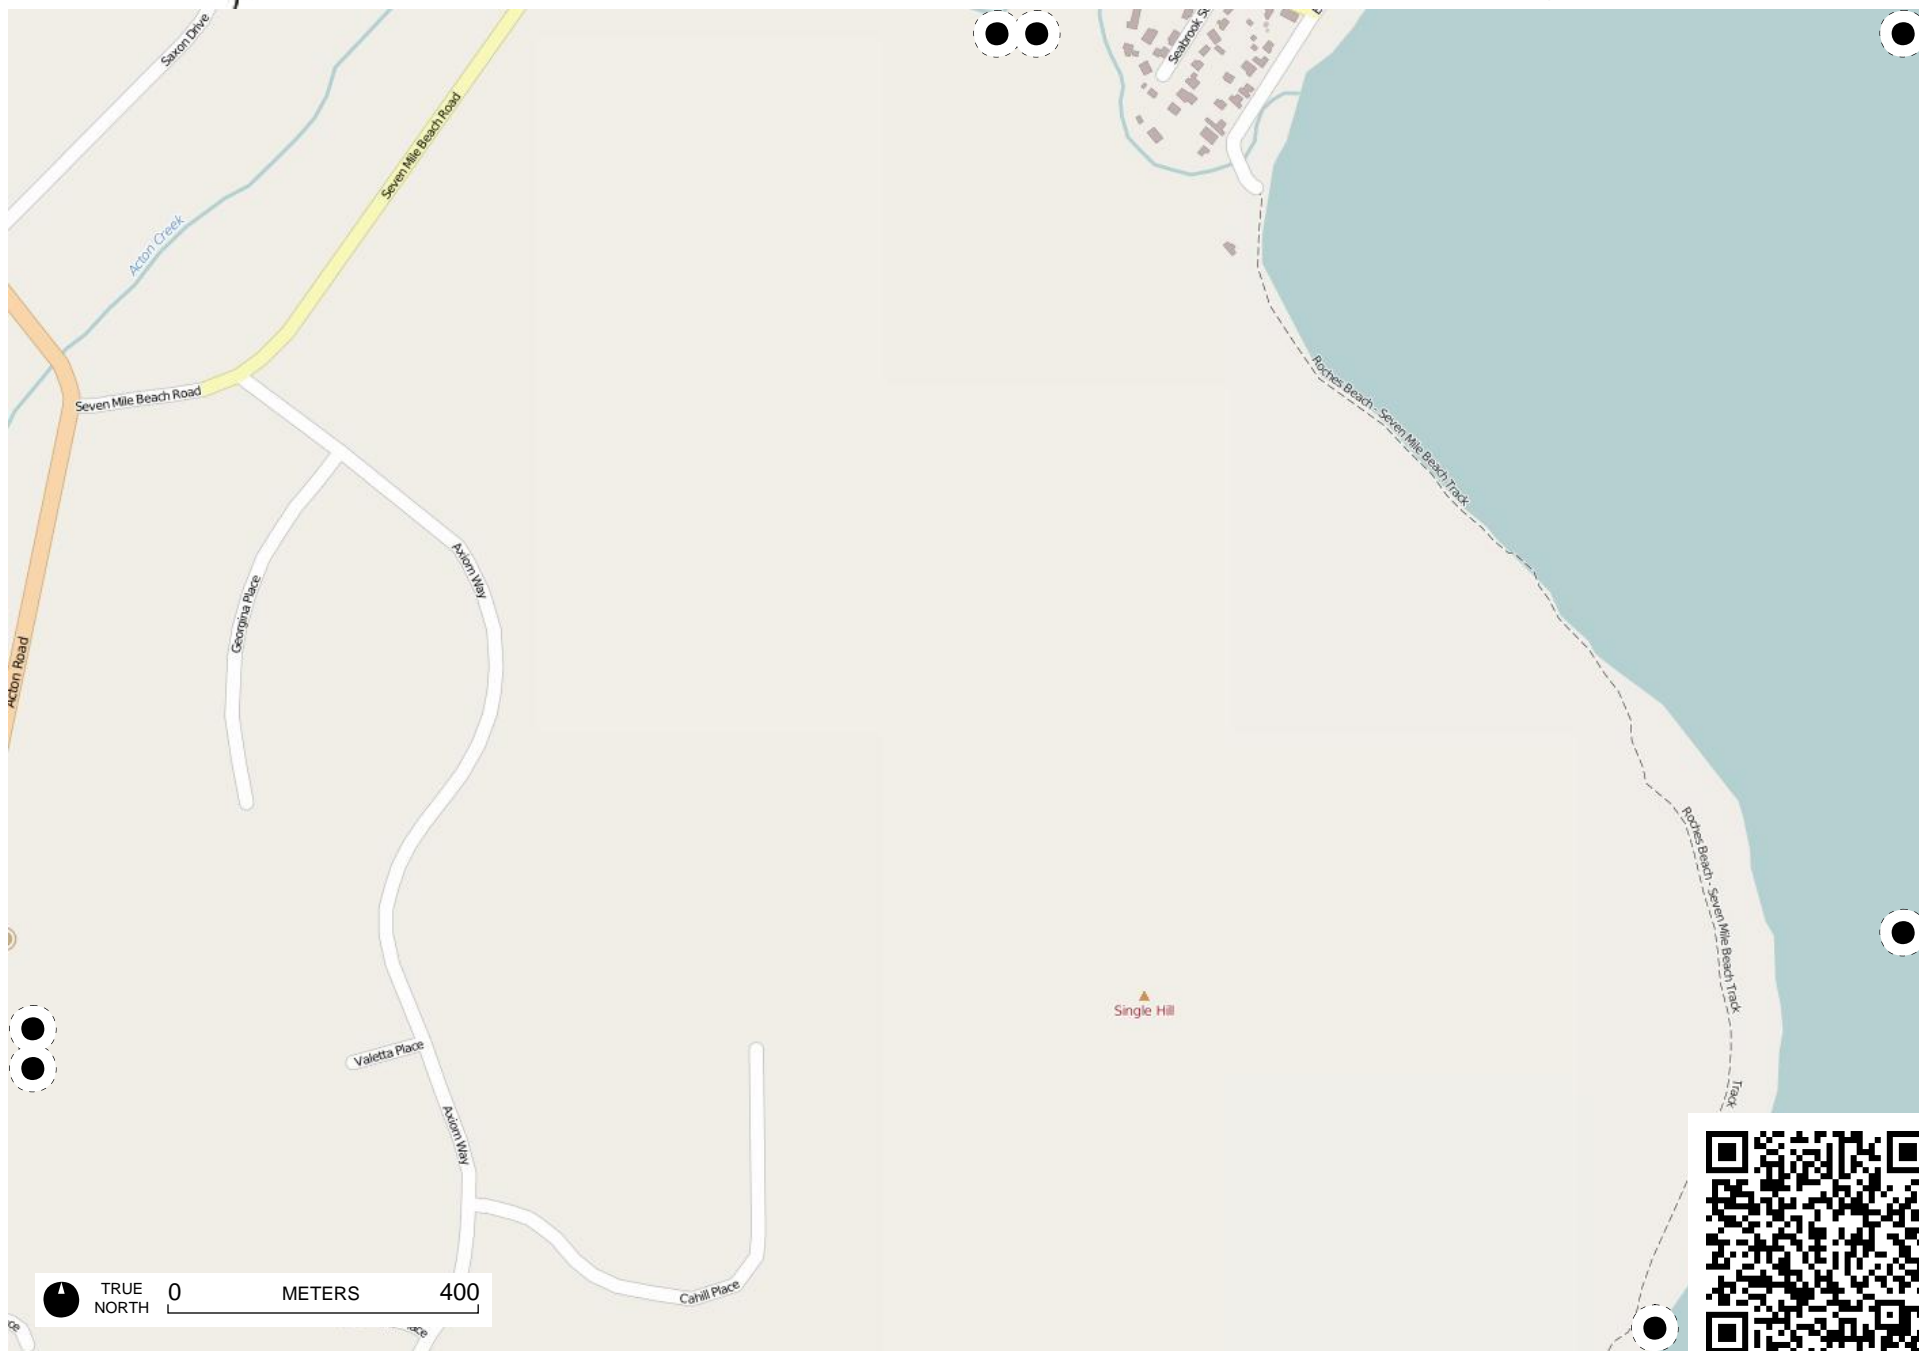 Saxon Drive
Seabrook
Seven Mile Beach Road
Acton Creek
Roches Beach - Seven Mile Beach Track
Seven Mile Beach Road
Axiom Way
Georgina Place
Acton Road
Roches Beach - Seven Mile Beach Track
Single Hill
Valetta Place
Track
Axiom Way
Cahill Place
TRUE
NORTH
0 METERS 400